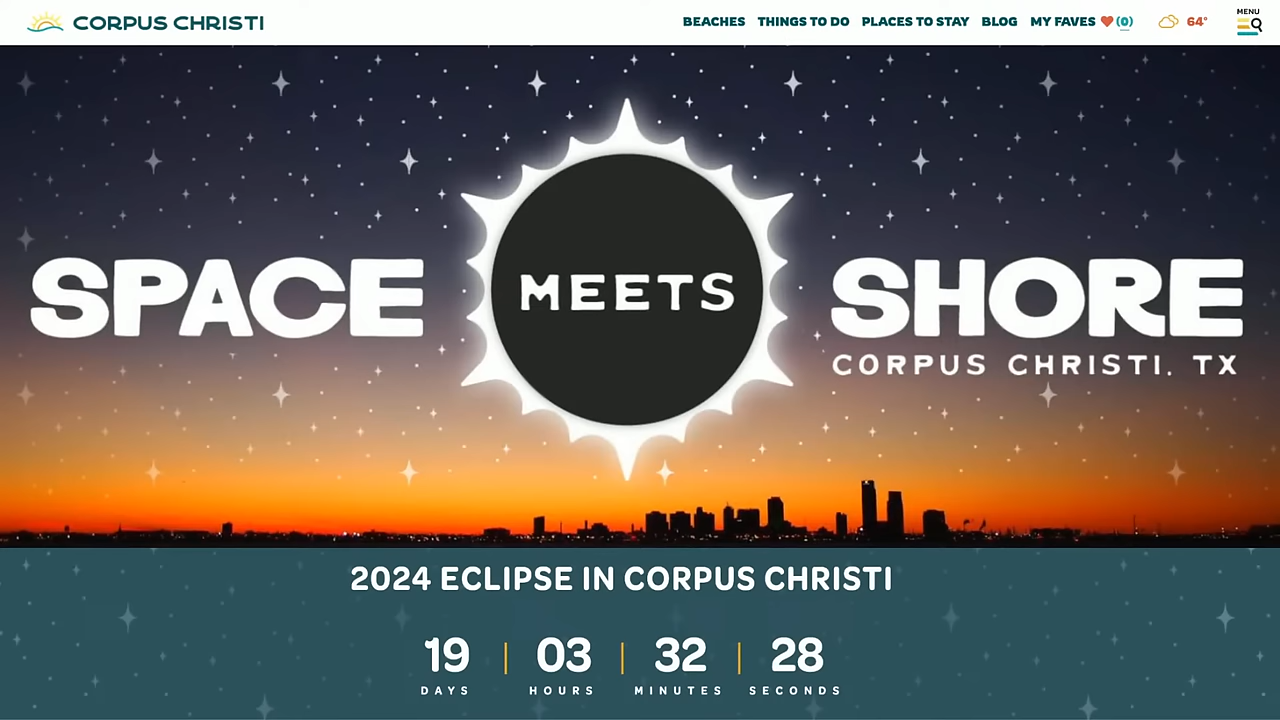 CORPUS CHRISTI
BEACHES THINGS TO DO PLACES TO STAY BLOG MY FAVES (0) 64° MENU
SPACE MEETS SHORE
CORPUS CHRISTI, TX
2024 ECLIPSE IN CORPUS CHRISTI
19 03 32 28
DAYS HOURS MINUTES SECONDS